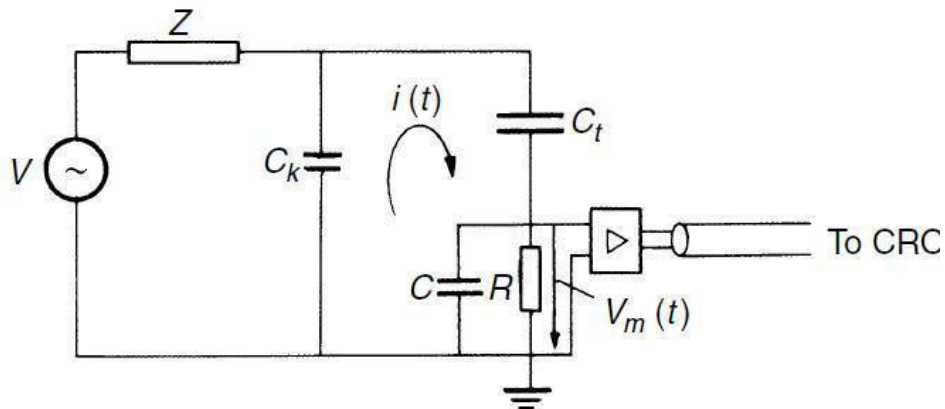 Z
i (t)
C_t
V
~
C_k
To CRO
C
R
V_m (t)